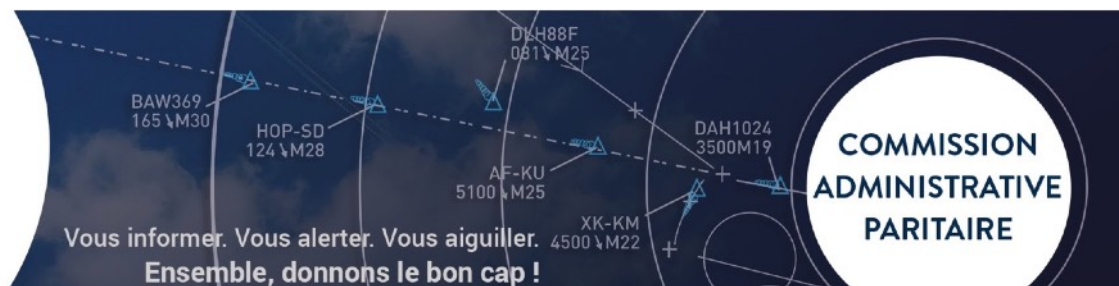 DLH88F
081↘M25
BAW369
165↘M30
HOP-SD
124↘M28
DAH1024
3500M19
AF-KU
5100↘M25
XK-KM
4500↘M22
Vous informer. Vous alerter. Vous aiguiller.
Ensemble, donnons le bon cap !
COMMISSION
ADMINISTRATIVE
PARITAIRE